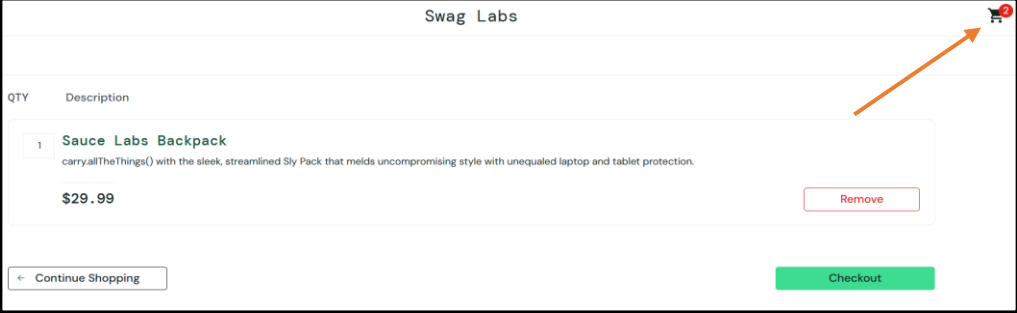 Swag Labs
2
QTY Description
1 Sauce Labs Backpack
carry.allTheThings() with the sleek, streamlined Sly Pack that melds uncompromising style with unequaled laptop and tablet protection.
$29.99
Remove
← Continue Shopping
Checkout